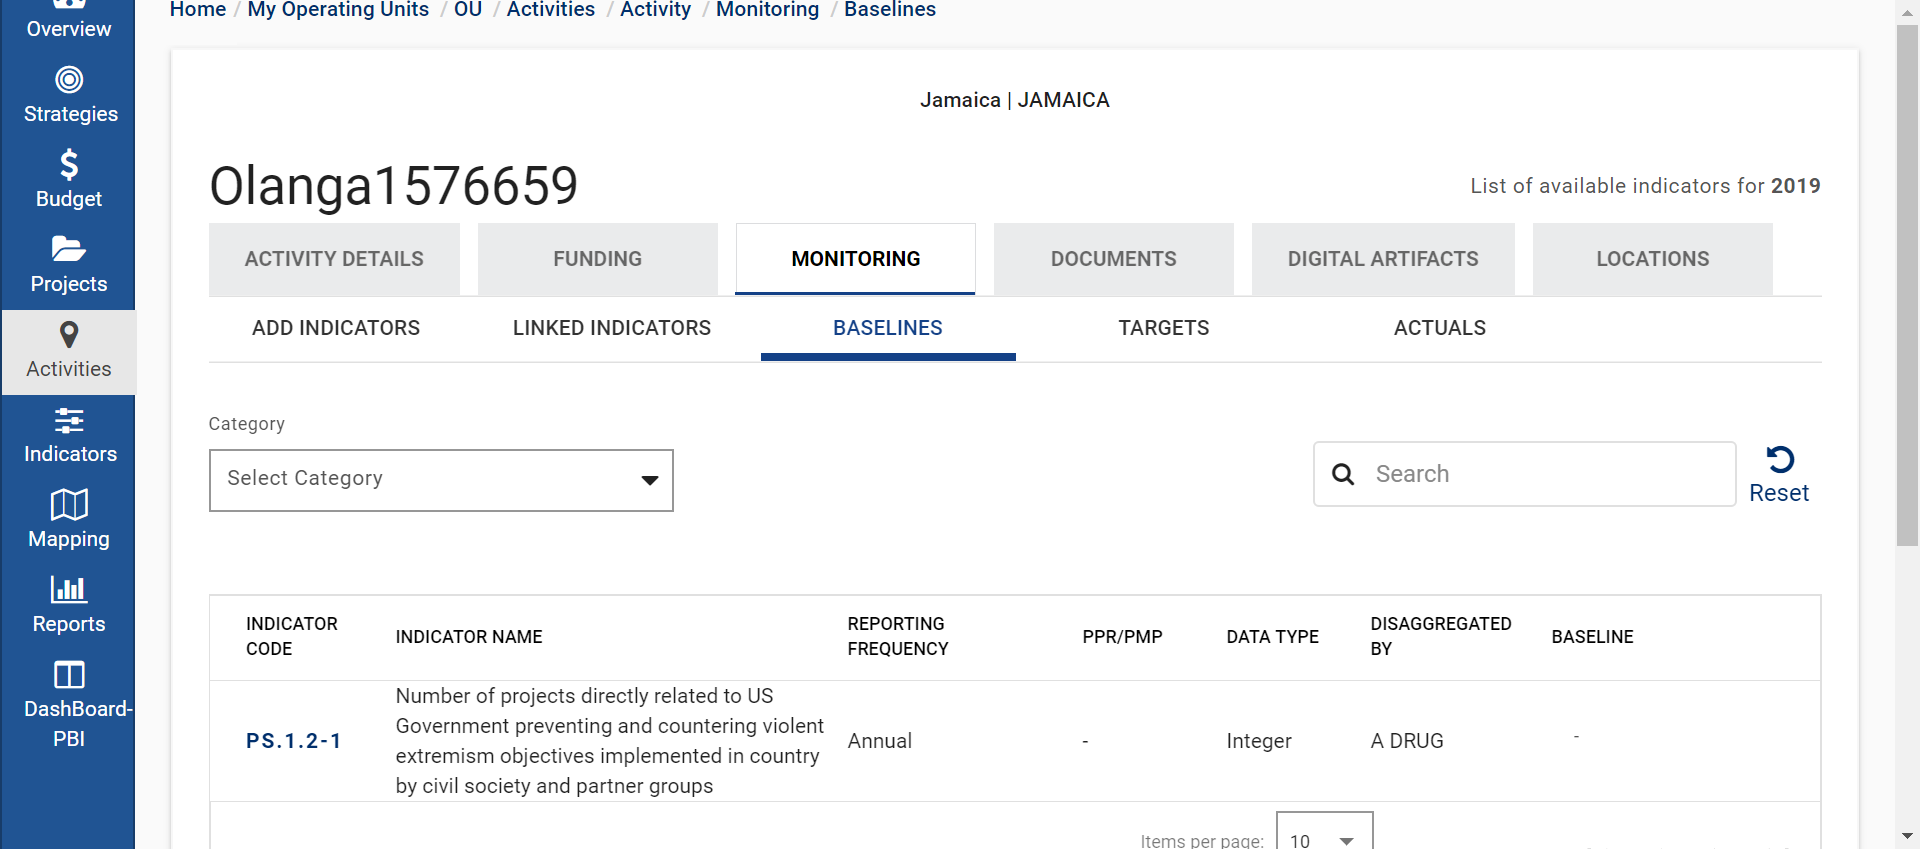 Home / My Operating Units / OU / Activities / Activity / Monitoring / Baselines
Overview
Strategies
Budget
Projects
Activities
Indicators
Mapping
Reports
DashBoard-
PBI
Jamaica | JAMAICA
Olanga1576659
List of available indicators for 2019
ACTIVITY DETAILS
FUNDING
MONITORING
DOCUMENTS
DIGITAL ARTIFACTS
LOCATIONS
ADD INDICATORS
LINKED INDICATORS
BASELINES
TARGETS
ACTUALS
Category
Select Category
Search
Reset
INDICATOR
CODE
INDICATOR NAME
REPORTING
FREQUENCY
PPR/PMP
DATA TYPE
DISAGGREGATED
BY
BASELINE
PS.1.2-1
Number of projects directly related to US
Government preventing and countering violent
extremism objectives implemented in country
by civil society and partner groups
Annual
-
Integer
A DRUG
-
Items per page:
10